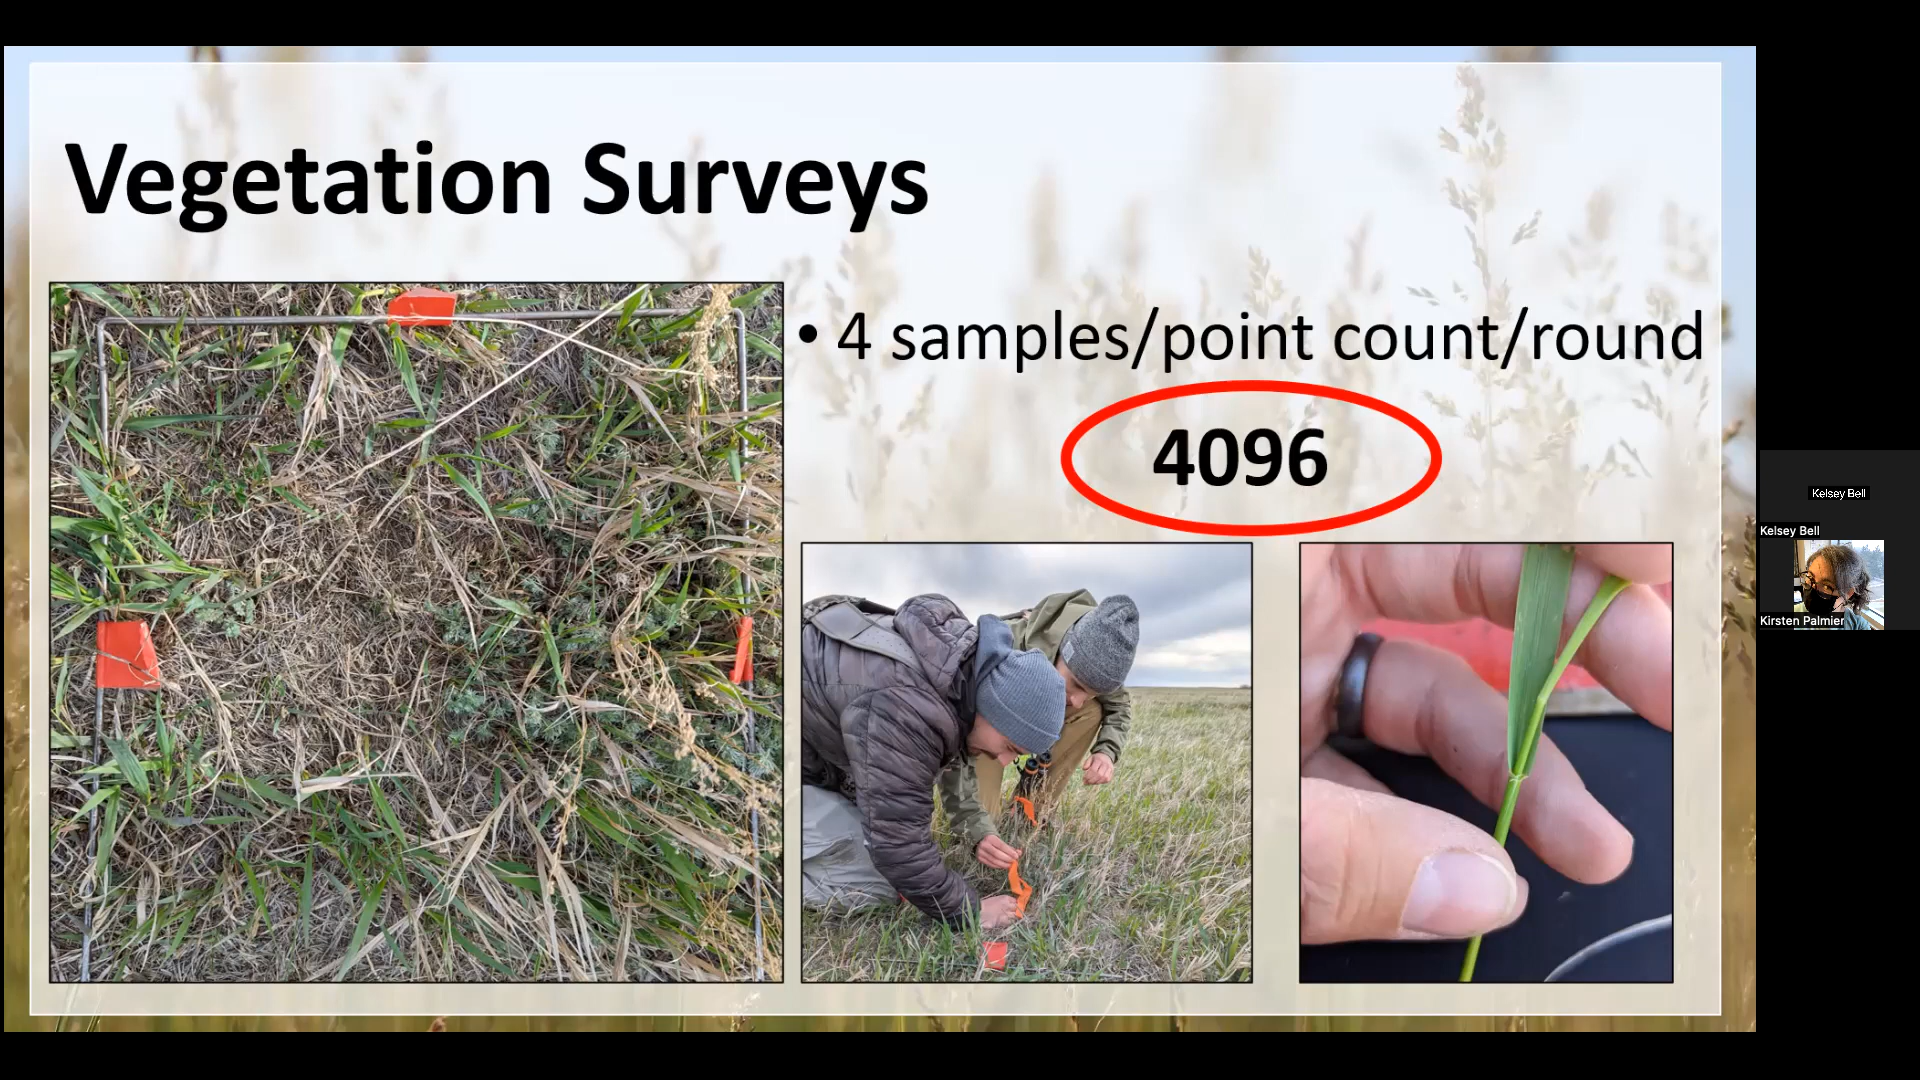 Vegetation Surveys
• 4 samples/point count/round
4096
Kelsey Bell
Kelsey Bell
Kirsten Palmier